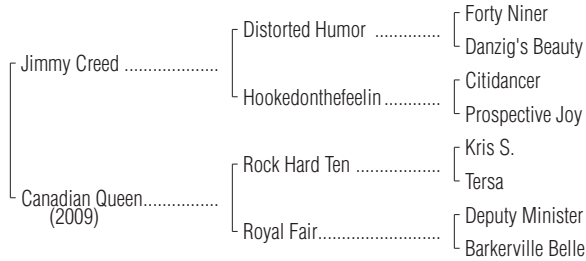 Forty Niner
Distorted Humor ..............
Danzig's Beauty
Jimmy Creed ....................
Citidancer
Hookedonthefeelin ............
Prospective Joy
Kris S.
Rock Hard Ten ..................
Tersa
Canadian Queen................
(2009)
Deputy Minister
Royal Fair..........................
Barkerville Belle